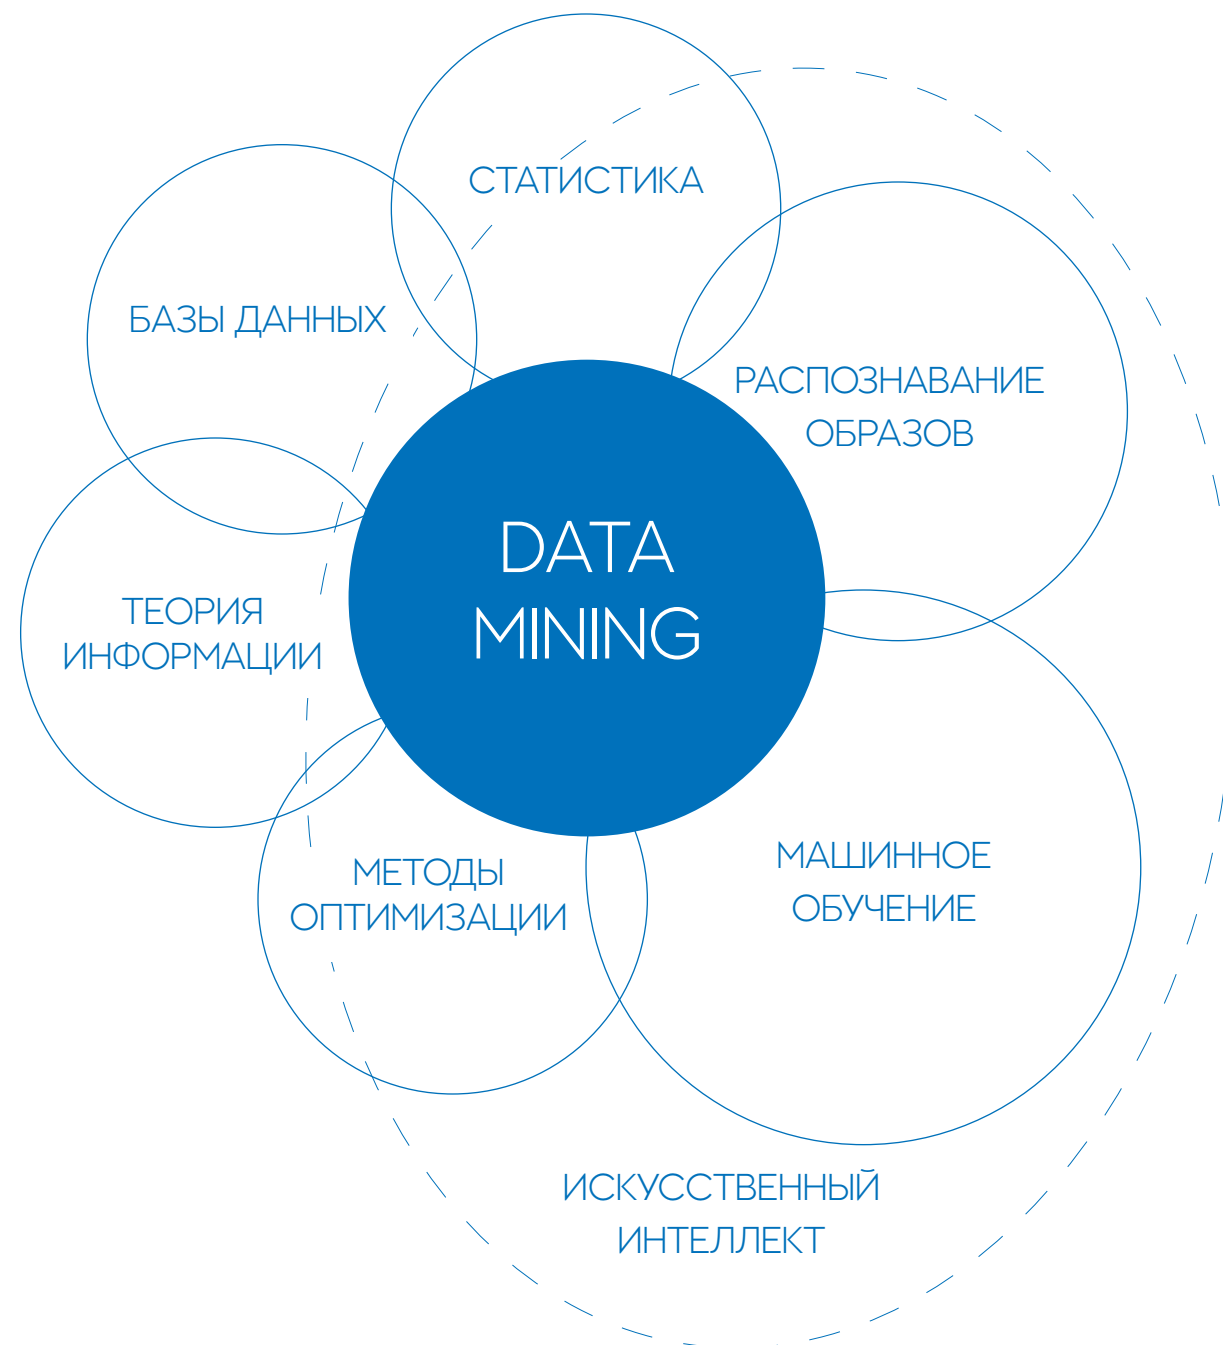 СТАТИСТИКА
БАЗЫ ДАННЫХ
РАСПОЗНАВАНИЕ
ОБРАЗОВ
DATA
MINING
ТЕОРИЯ
ИНФОРМАЦИИ
МЕТОДЫ
ОПТИМИЗАЦИИ
МАШИННОЕ
ОБУЧЕНИЕ
ИСКУССТВЕННЫЙ
ИНТЕЛЛЕКТ